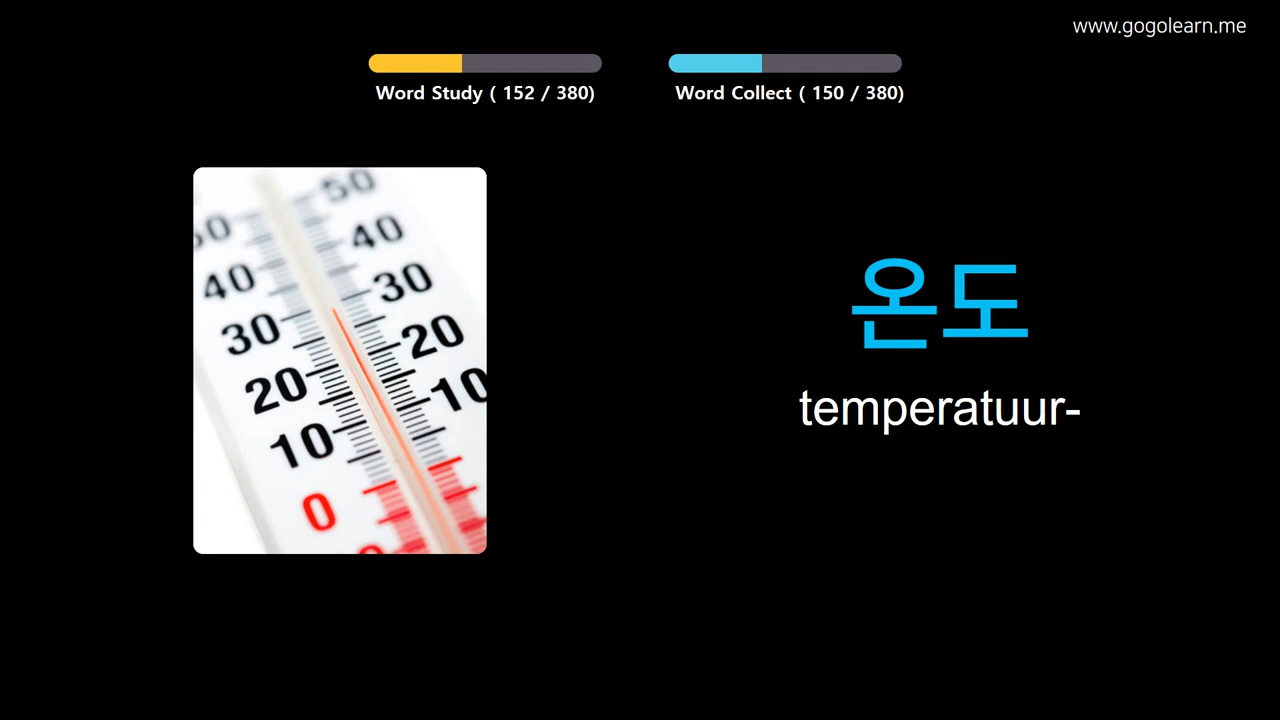 www.gogolearn.me
Word Study ( 152 / 380)
Word Collect ( 150 / 380)
50
40 40
30 30
20 20
10 10
0
온도
temperatuur-